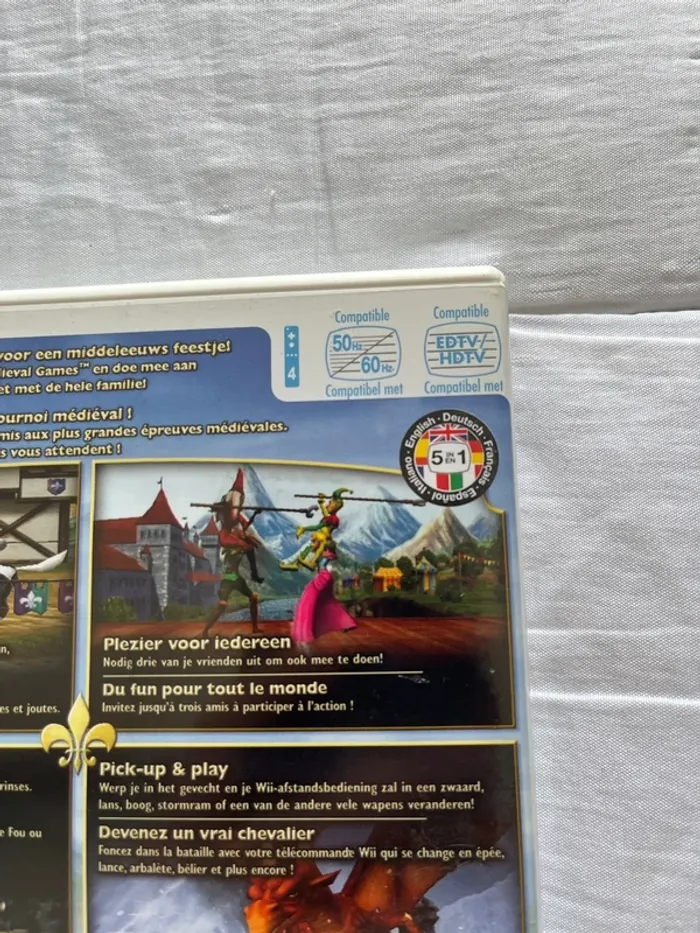 voor een middeleeuws feestje!
dieval Games™ en doe mee aan
et met de hele familie!
ournoi médiéval !
mis aux plus grandes épreuves médiévales.
s vous attendent !
4
Compatible
50Hz
60Hz
Compatibel met
Compatible
EDTV/
HDTV
Compatibel met
English · Deutsch · Français · Español · Italiano ·
5 IN EN 1
n,
es et joutes.
Plezier voor iedereen
Nodig drie van je vrienden uit om ook mee te doen!
Du fun pour tout le monde
Invitez jusqu'à trois amis à participer à l'action !
rinses.
e Fou ou
Pick-up & play
Werp je in het gevecht en je Wii-afstandsbediening zal in een zwaard,
lans, boog, stormram of een van de andere vele wapens veranderen!
Devenez un vrai chevalier
Foncez dans la bataille avec votre télécommande Wii qui se change en épée,
lance, arbalète, bélier et plus encore !